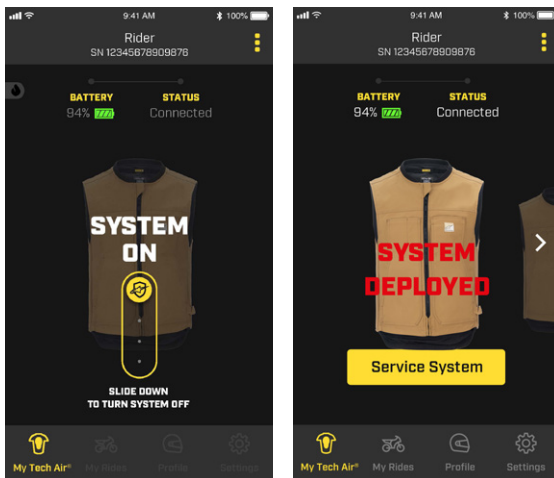 9:41 AM
100%
Rider
SN 12345678909876
BATTERY
STATUS
94%
Connected
SYSTEM
ON
SLIDE DOWN
TO TURN SYSTEM OFF
My Tech Air®
My Rides
Profile
Settings
9:41 AM
100%
Rider
SN 12345678909876
BATTERY
STATUS
94%
Connected
SYSTEM
DEPLOYED
Service System
My Tech Air®
My Rides
Profile
Settings